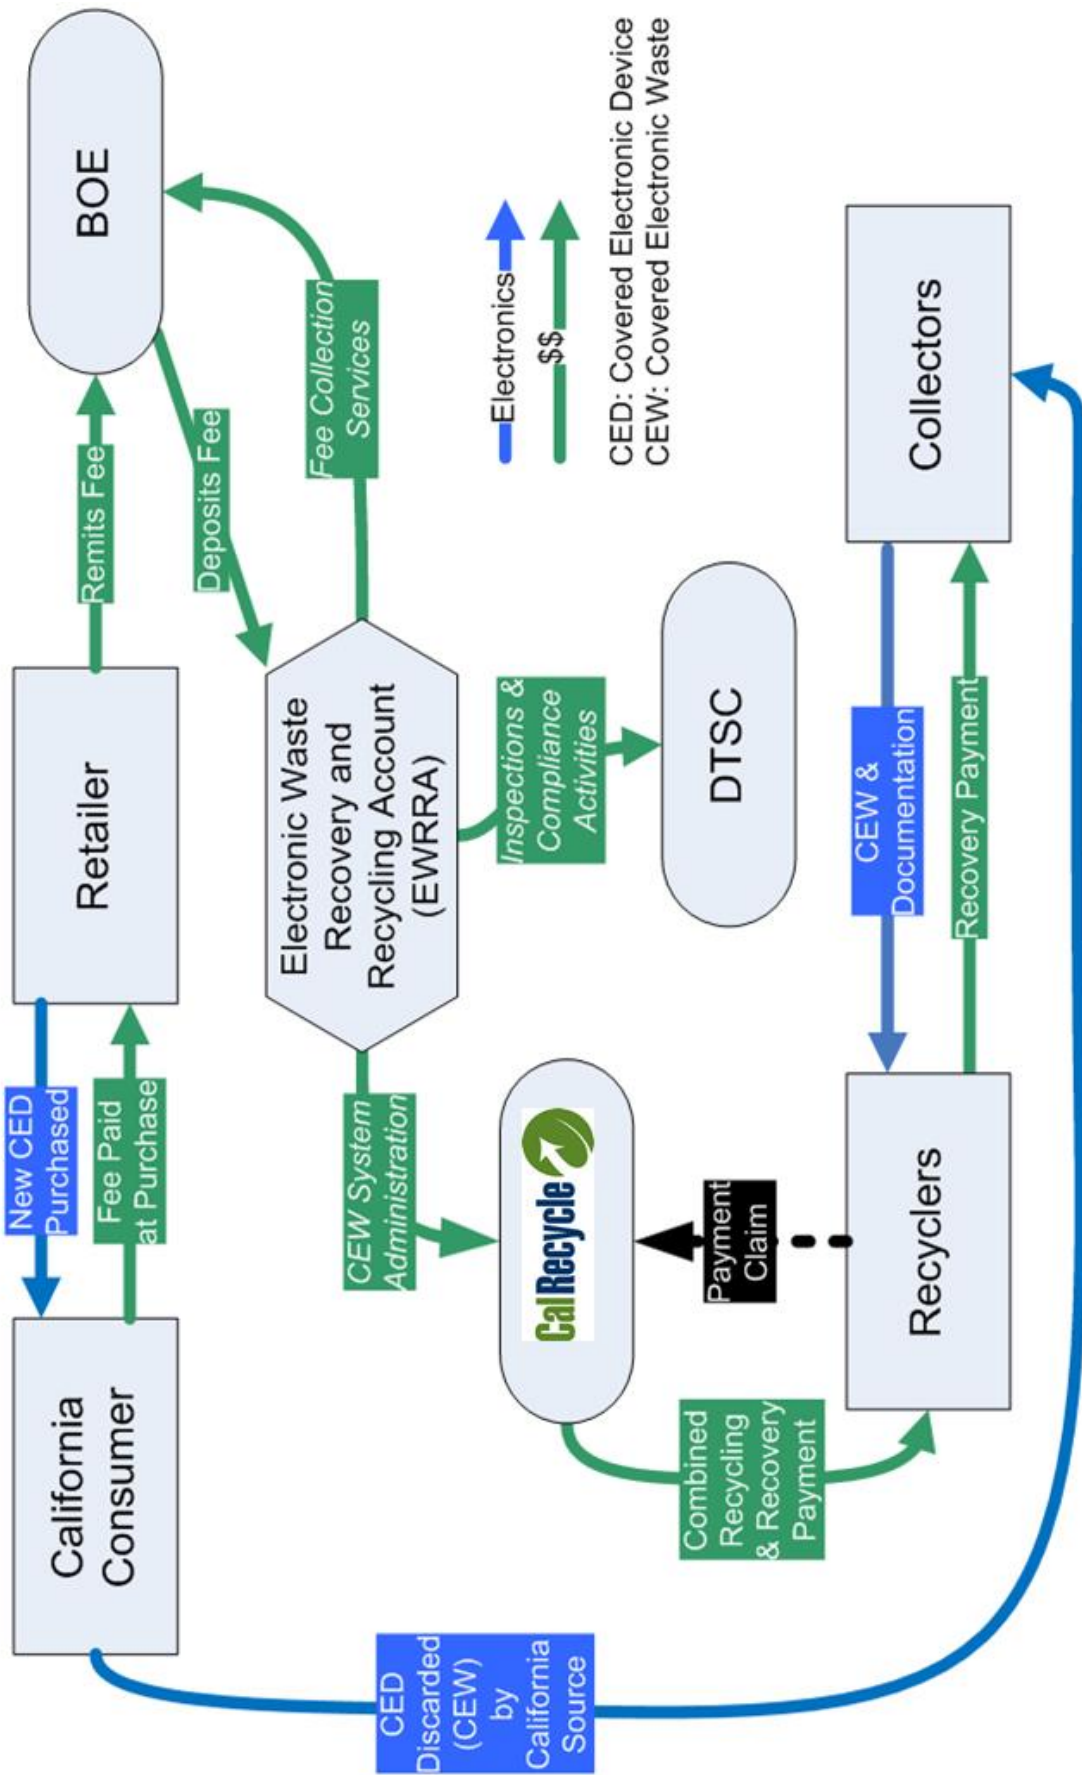 California
Consumer
New CED
Purchased
Fee Paid
at Purchase
Retailer
Remits Fee
BOE
Deposits Fee
Fee Collection
Services
Electronic Waste
Recovery and
Recycling Account
(EWRRA)
CEW System
Administration
Inspections &
Compliance
Activities
Electronics
$$
CED: Covered Electronic Device
CEW: Covered Electronic Waste
CED
Discarded
(CEW)
by
California
Source
CalRecycle
DTSC
Combined
Recycling
& Recovery
Payment
Payment
Claim
Recyclers
CEW &
Documentation
Recovery Payment
Collectors